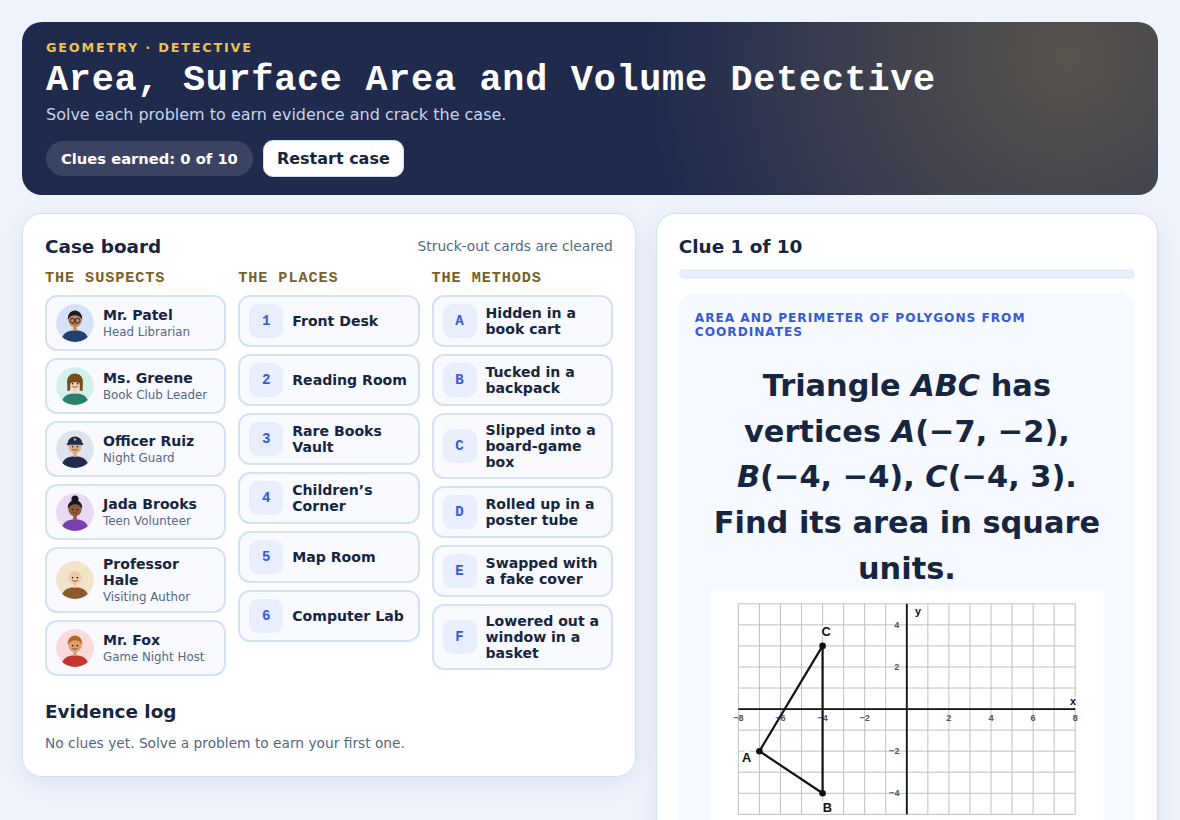 GEOMETRY · DETECTIVE
Area, Surface Area and Volume Detective
Solve each problem to earn evidence and crack the case.
Clues earned: 0 of 10
Restart case
Case board
Struck-out cards are cleared
THE SUSPECTS
Mr. Patel
Head Librarian
Ms. Greene
Book Club Leader
Officer Ruiz
Night Guard
Jada Brooks
Teen Volunteer
Professor
Hale
Visiting Author
Mr. Fox
Game Night Host
THE PLACES
1 Front Desk
2 Reading Room
3 Rare Books
Vault
4 Children’s
Corner
5 Map Room
6 Computer Lab
THE METHODS
A Hidden in a
book cart
B Tucked in a
backpack
C Slipped into a
board-game
box
D Rolled up in a
poster tube
E Swapped with
a fake cover
F Lowered out a
window in a
basket
Evidence log
No clues yet. Solve a problem to earn your first one.
Clue 1 of 10
AREA AND PERIMETER OF POLYGONS FROM
COORDINATES
Triangle ABC has
vertices A(−7, −2),
B(−4, −4), C(−4, 3).
Find its area in square
units.
y
4
C
2
x
−8 −6 −4 −2 2 4 6 8
−2
A
−4
B